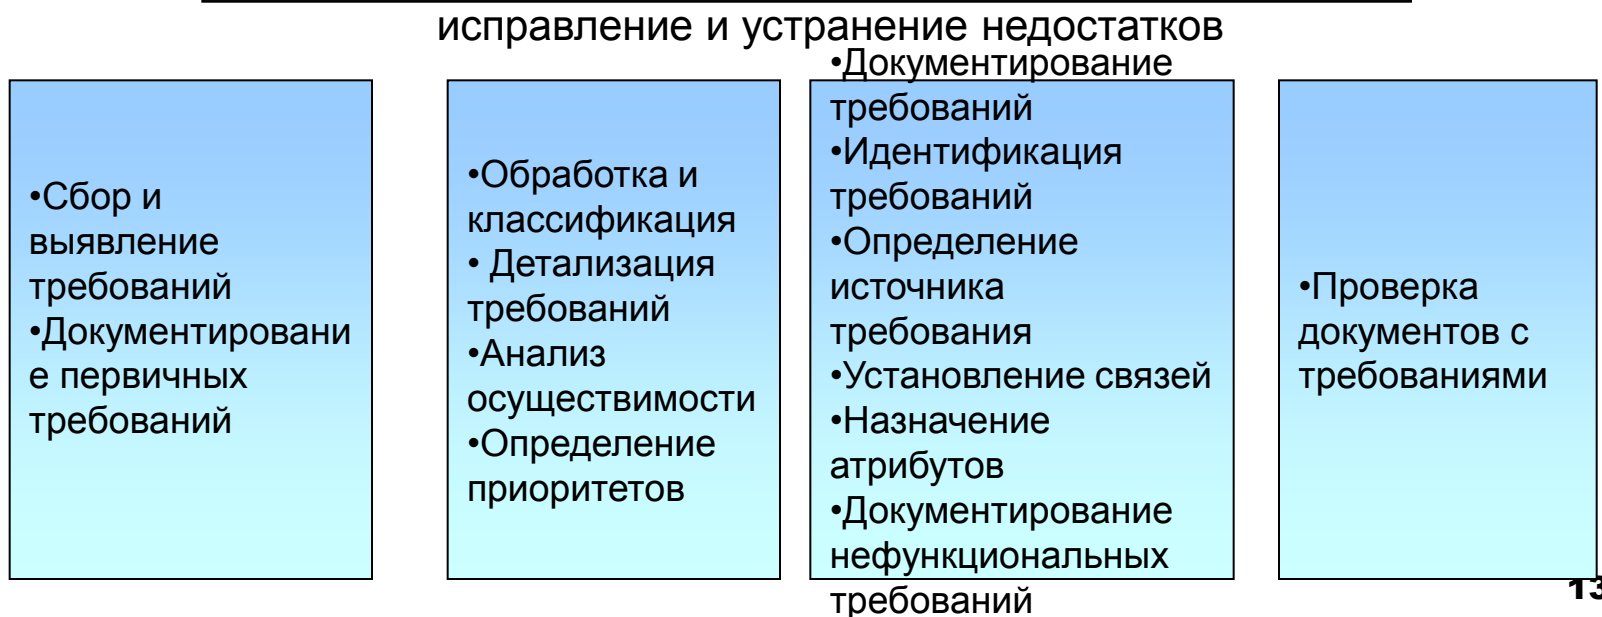 исправление и устранение недостатков
•Сбор и
выявление
требований
•Документировани
е первичных
требований
•Обработка и
классификация
• Детализация
требований
•Анализ
осуществимости
•Определение
приоритетов
•Документирование
требований
•Идентификация
требований
•Определение
источника
требования
•Установление связей
•Назначение
атрибутов
•Документирование
нефункциональных
требований
•Проверка
документов с
требованиями
13